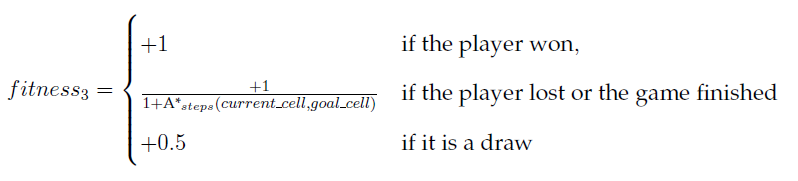 +1 if the player won,
fitness₃ = { +1 / 1+A*steps(current_cell,goal_cell) if the player lost or the game finished
+0.5 if it is a draw